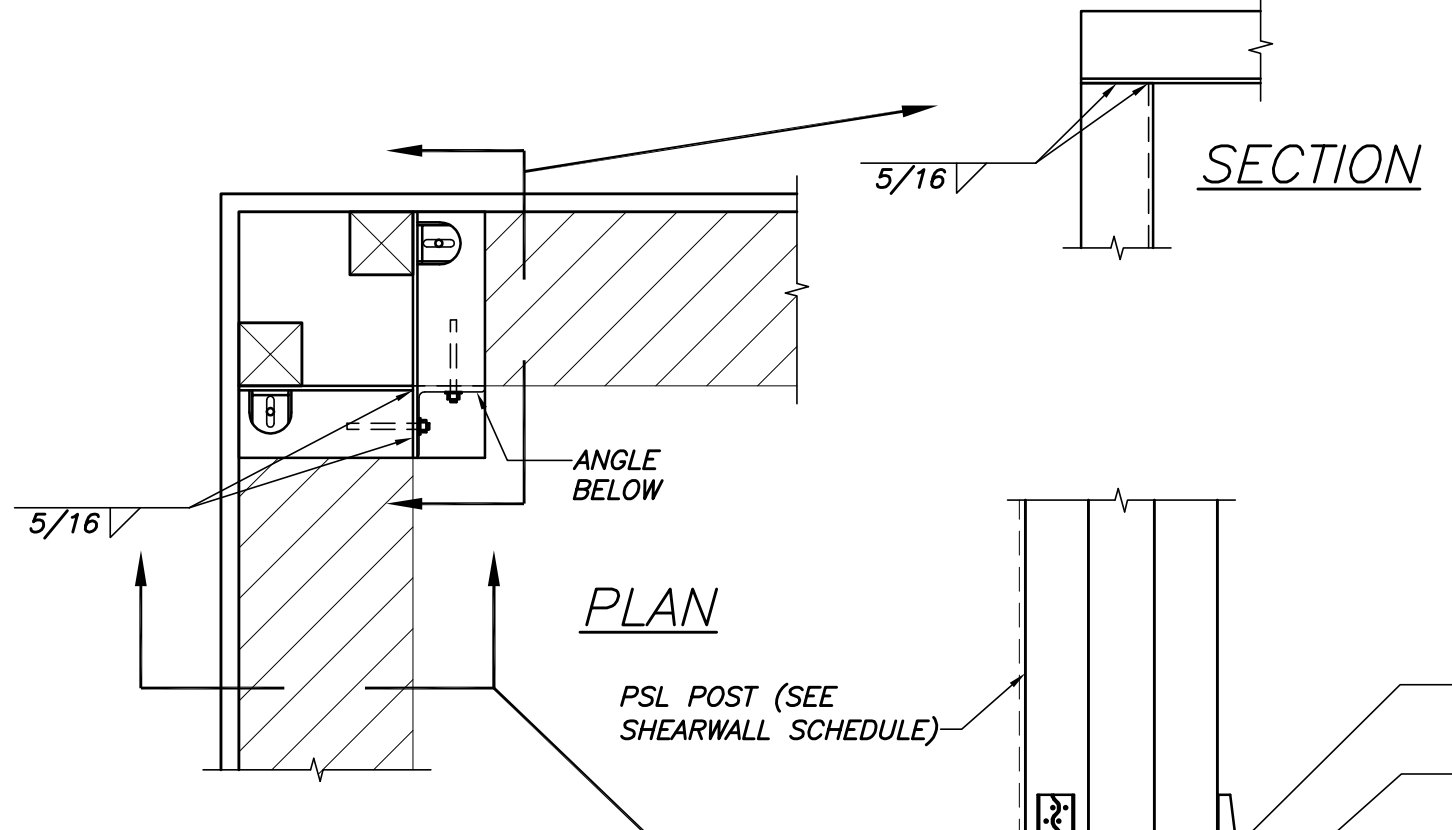 5/16
SECTION
ANGLE
BELOW
5/16
PLAN
PSL POST (SEE
SHEARWALL SCHEDULE)